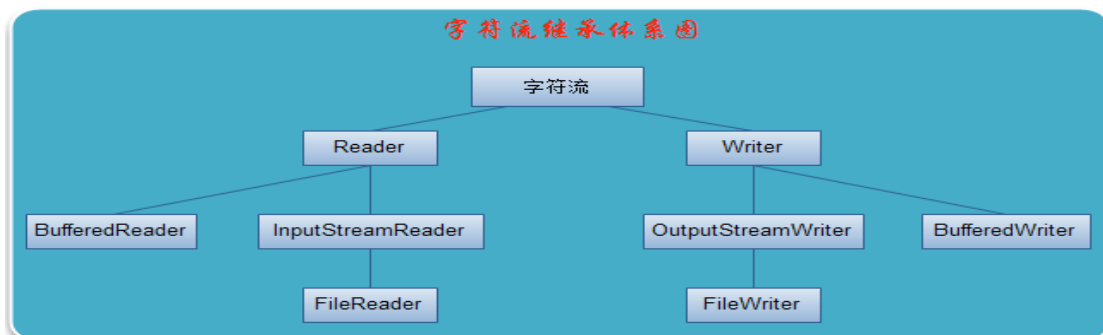 字符流继承体系图
字符流
Reader Writer
BufferedReader InputStreamReader OutputStreamWriter BufferedWriter
FileReader FileWriter